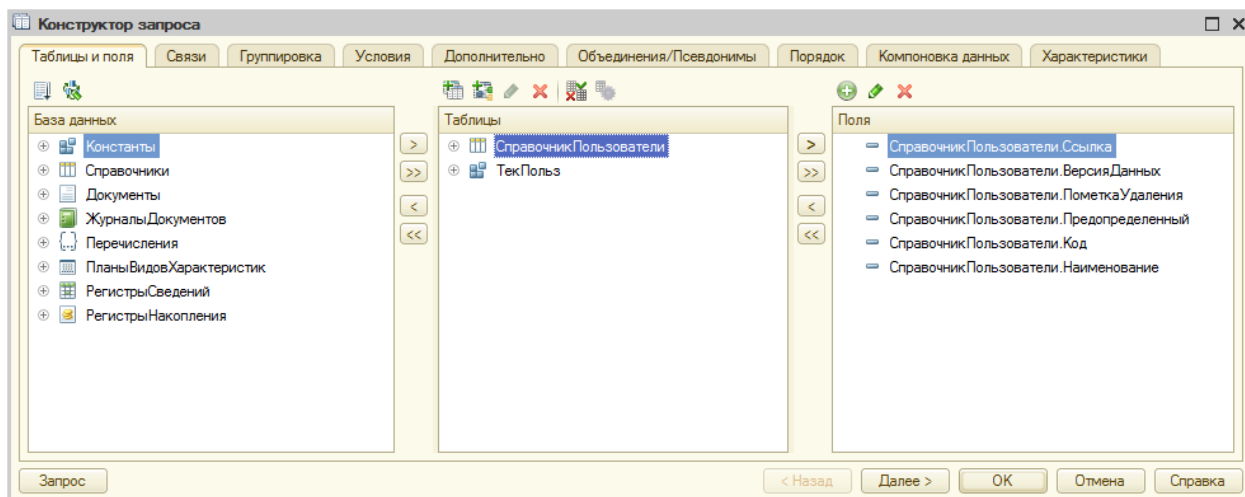 Конструктор запроса
Таблицы и поля Связи Группировка Условия Дополнительно Объединения/Псевдонимы Порядок Компоновка данных Характеристики
База данных
Константы
Справочники
Документы
ЖурналыДокументов
Перечисления
ПланыВидовХарактеристик
РегистрыСведений
РегистрыНакопления
>
>>
<
<<
Таблицы
СправочникПользователи
ТекПольз
>
>>
<
<<
Поля
СправочникПользователи.Ссылка
СправочникПользователи.ВерсияДанных
СправочникПользователи.ПометкаУдаления
СправочникПользователи.Предопределенный
СправочникПользователи.Код
СправочникПользователи.Наименование
Запрос < Назад Далее > OK Отмена Справка